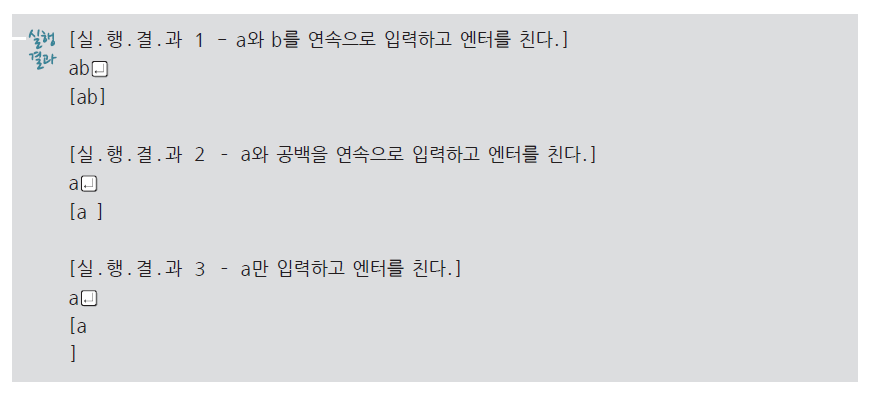 실행
결과
[실.행.결.과 1 - a와 b를 연속으로 입력하고 엔터를 친다.]
ab↵
[ab]
[실.행.결.과 2 - a와 공백을 연속으로 입력하고 엔터를 친다.]
a↵
[a ]
[실.행.결.과 3 - a만 입력하고 엔터를 친다.]
a↵
[a
]